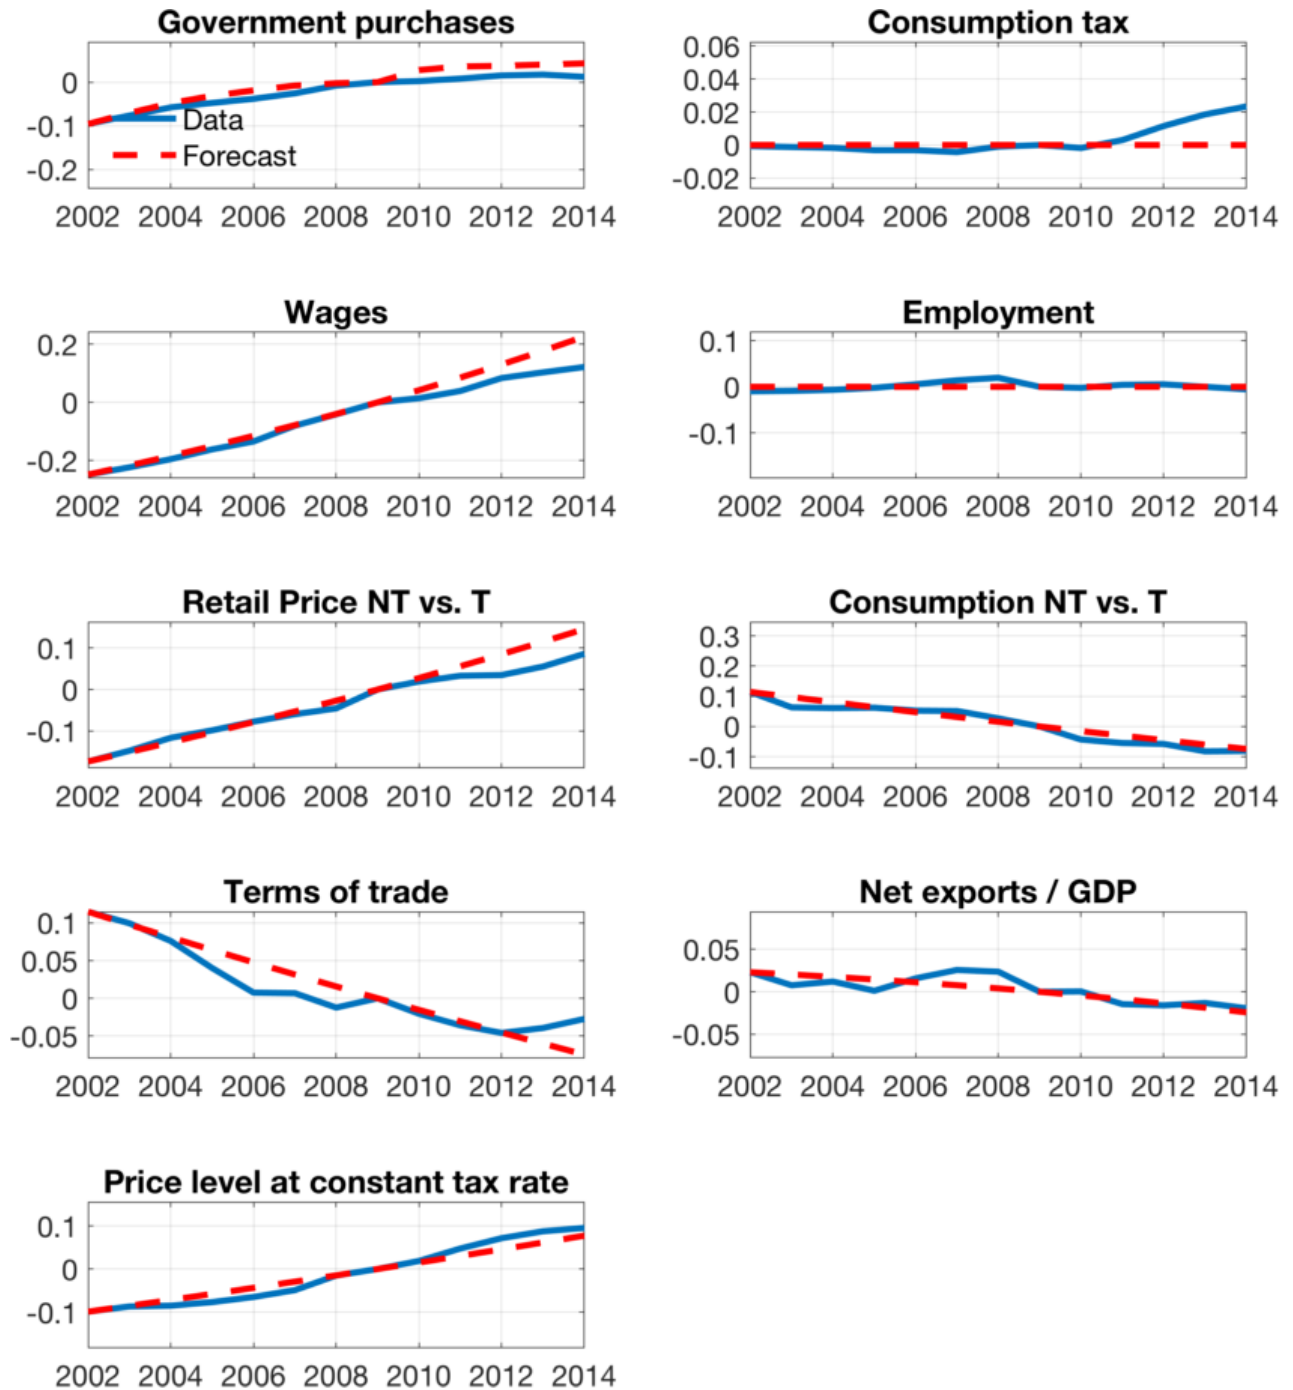 Government purchases
0
-0.1
-0.2
Data
Forecast
2002 2004 2006 2008 2010 2012 2014
Consumption tax
0.06
0.04
0.02
0
-0.02
2002 2004 2006 2008 2010 2012 2014
Wages
0.2
0
-0.2
2002 2004 2006 2008 2010 2012 2014
Employment
0.1
0
-0.1
2002 2004 2006 2008 2010 2012 2014
Retail Price NT vs. T
0.1
0
-0.1
2002 2004 2006 2008 2010 2012 2014
Consumption NT vs. T
0.3
0.2
0.1
0
-0.1
2002 2004 2006 2008 2010 2012 2014
Terms of trade
0.1
0.05
0
-0.05
2002 2004 2006 2008 2010 2012 2014
Net exports / GDP
0.05
0
-0.05
2002 2004 2006 2008 2010 2012 2014
Price level at constant tax rate
0.1
0
-0.1
2002 2004 2006 2008 2010 2012 2014